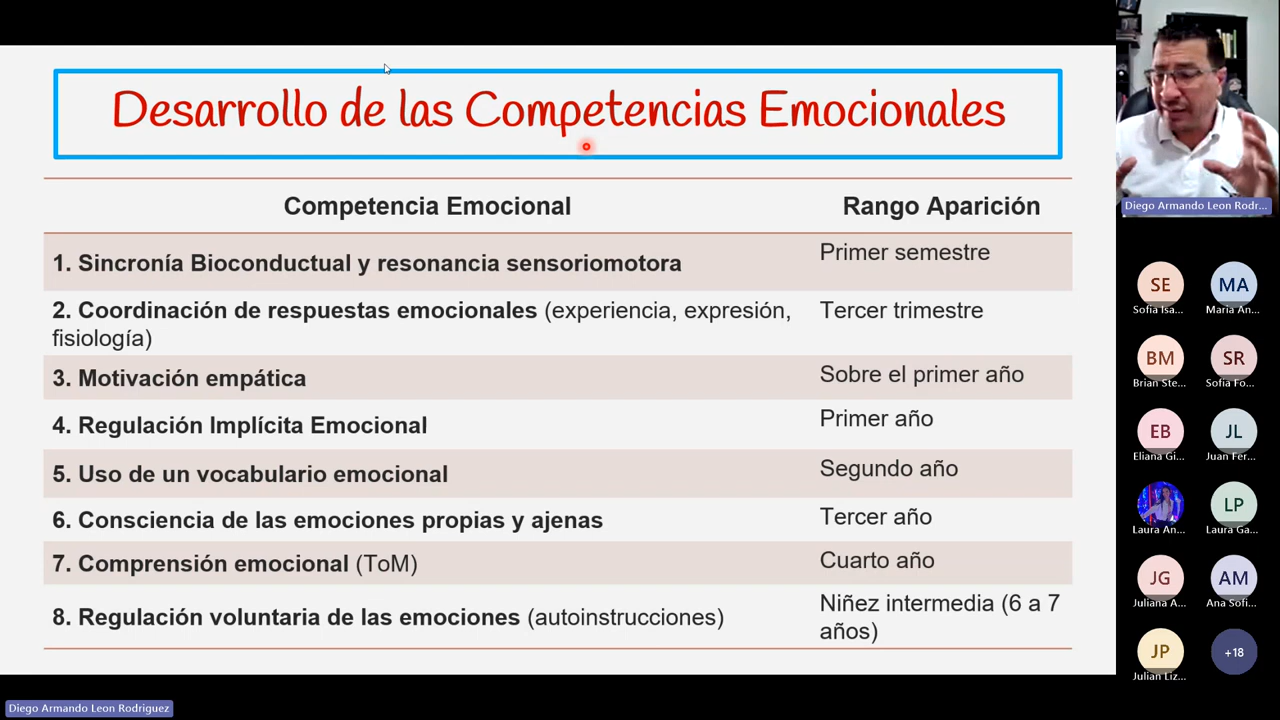 Desarrollo de las Competencias Emocionales
Competencia Emocional
Rango Aparición
1. Sincronía Bioconductual y resonancia sensoriomotora
Primer semestre
2. Coordinación de respuestas emocionales (experiencia, expresión,
fisiología)
Tercer trimestre
3. Motivación empática
Sobre el primer año
4. Regulación Implícita Emocional
Primer año
5. Uso de un vocabulario emocional
Segundo año
6. Consciencia de las emociones propias y ajenas
Tercer año
7. Comprensión emocional (ToM)
Cuarto año
8. Regulación voluntaria de las emociones (autoinstrucciones)
Niñez intermedia (6 a 7
años)
Diego Armando Leon Rodr...
SE
Sofia Isa...
MA
Maria An...
BM
Brian Ste...
SR
Sofia Fo...
EB
Eliana Gi...
JL
Juan Fer...
Laura An...
LP
Laura Ga...
JG
Juliana A...
AM
Ana Sofi...
JP
Julian Liz...
+18
Diego Armando Leon Rodriguez